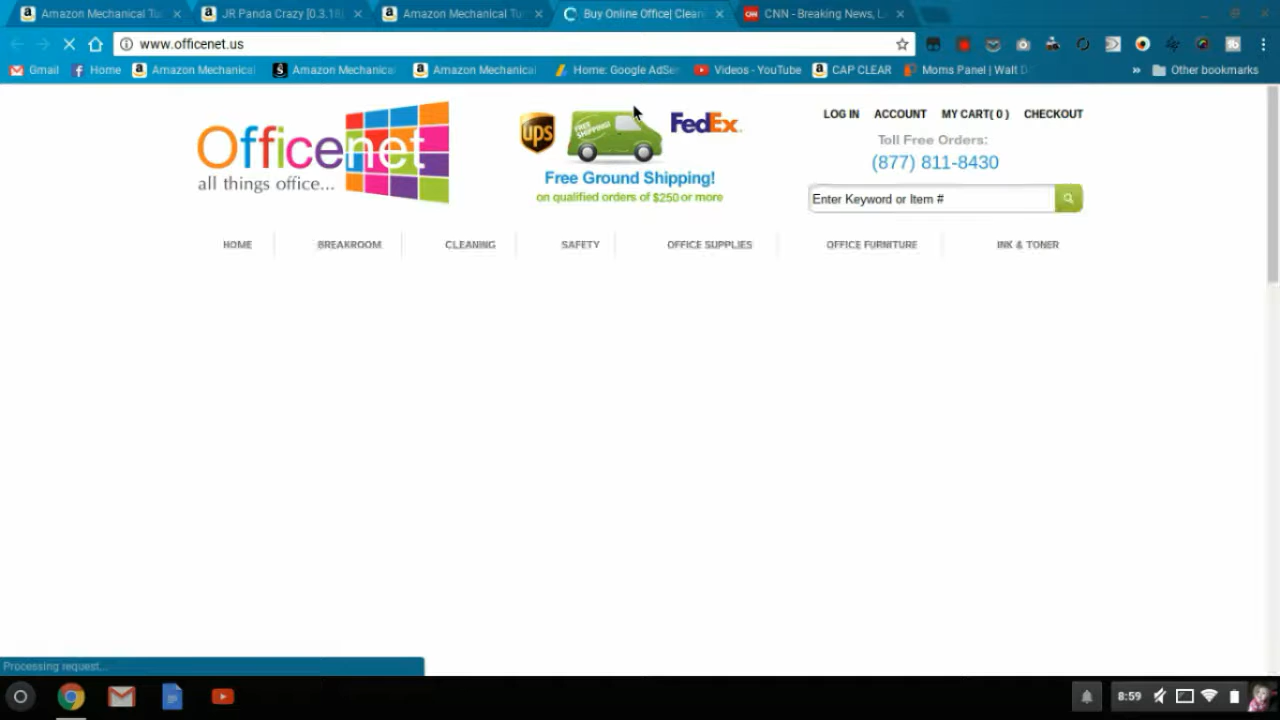 Amazon Mechanical Tu
JR Panda Crazy [0.3.18]
Amazon Mechanical Tu
Buy Online Office| Clean
CNN - Breaking News, L
www.officenet.us
Gmail
Home
Amazon Mechanical
Amazon Mechanical
Amazon Mechanical
Home: Google AdSe
Videos - YouTube
CAP CLEAR
Moms Panel | Walt D
»
Other bookmarks
Officenet
all things office...
ups
FREE SHIPPING!
FedEx.
Free Ground Shipping!
on qualified orders of $250 or more
LOG IN ACCOUNT MY CART( 0 ) CHECKOUT
Toll Free Orders:
(877) 811-8430
Enter Keyword or Item #
HOME BREAKROOM CLEANING SAFETY OFFICE SUPPLIES OFFICE FURNITURE INK & TONER
Processing request...
8:59